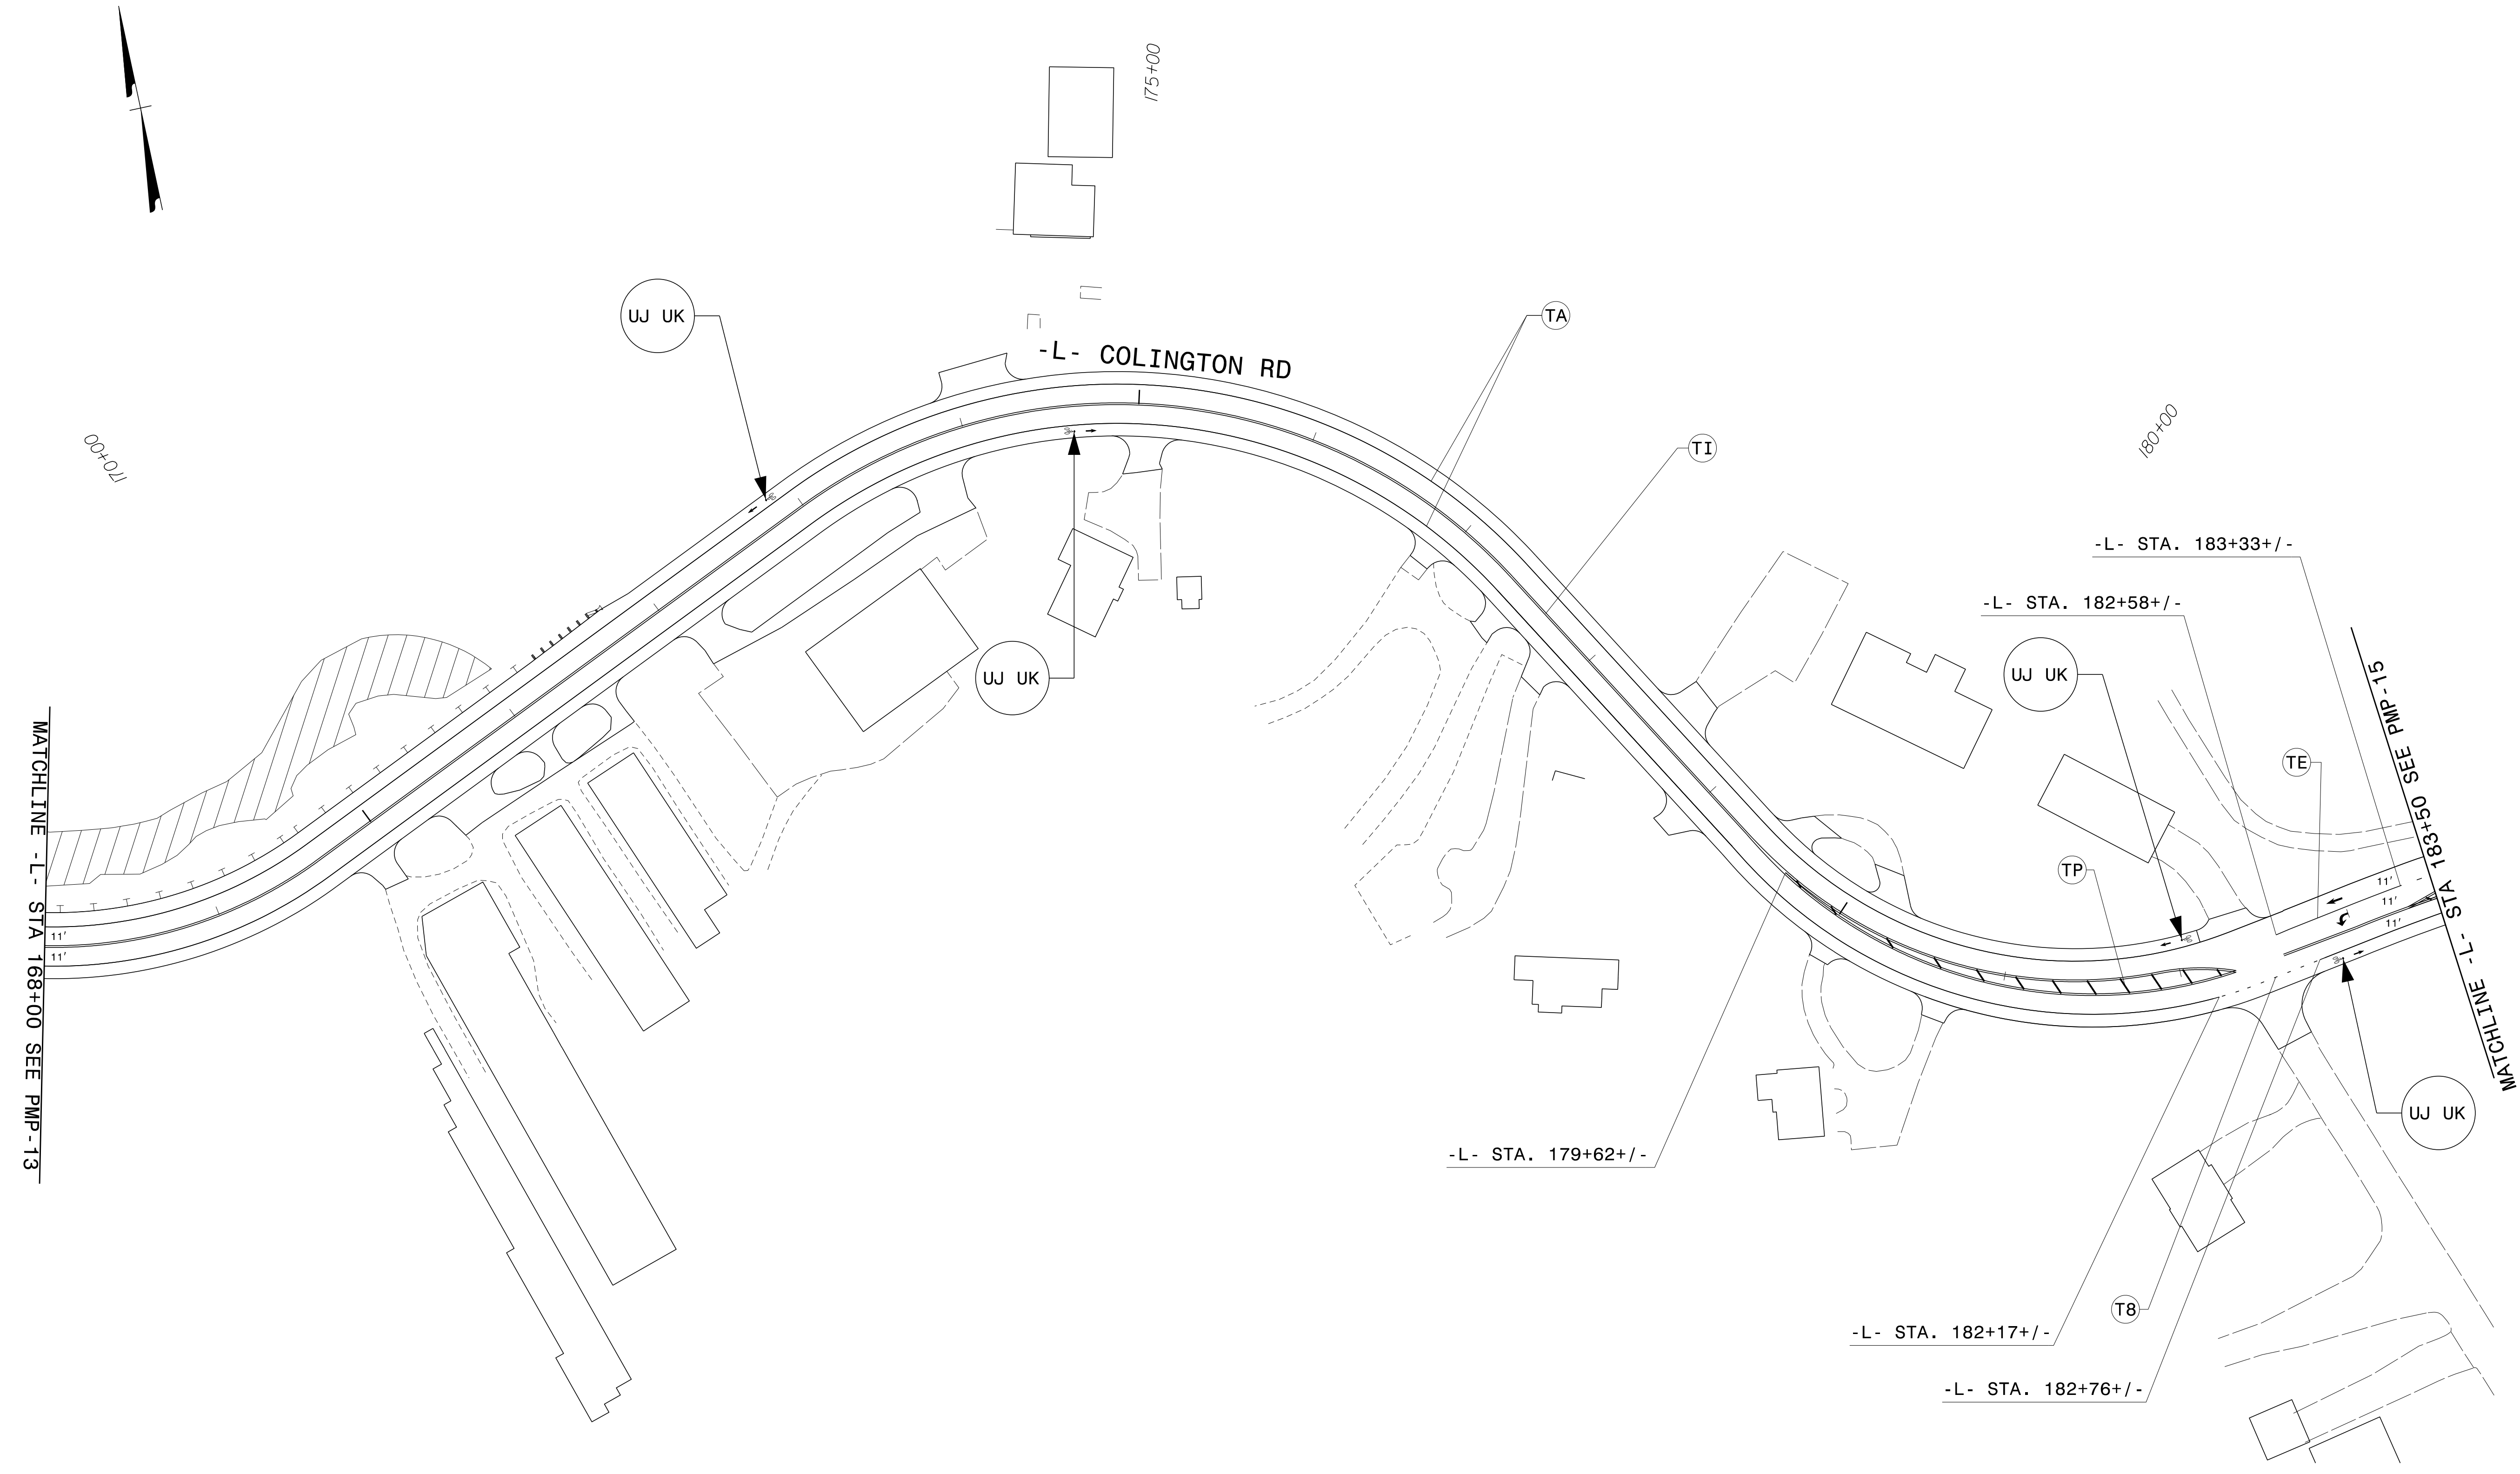 175+00
UJ UK
TA
-L- COLINGTON RD
170+00
180+00
TI
-L- STA. 183+33+/-
-L- STA. 182+58+/-
UJ UK
UJ UK
MATCHLINE -L- STA 183+50 SEE PMP-15
MATCHLINE -L- STA 168+00 SEE PMP-13
TE
TP
11'
11'
11'
11'
11'
UJ UK
-L- STA. 179+62+/-
T8
-L- STA. 182+17+/-
-L- STA. 182+76+/-